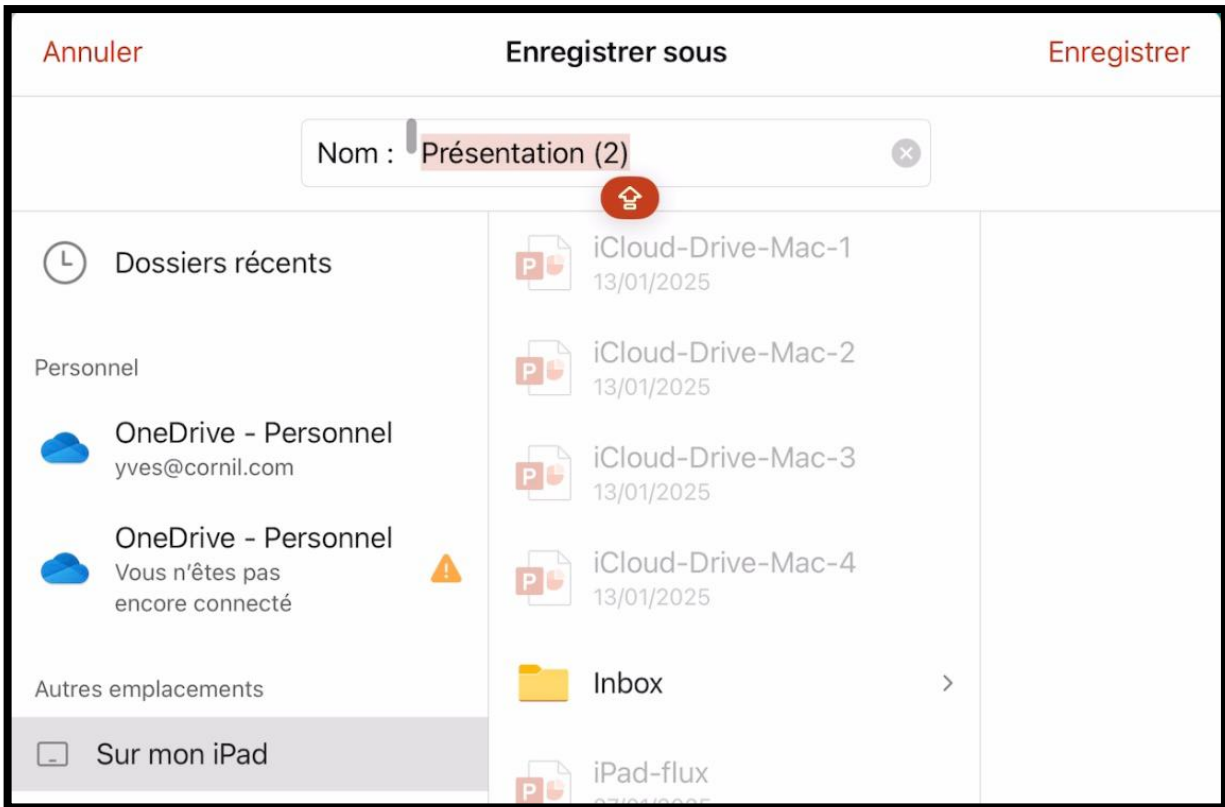 Annuler
Enregistrer sous
Enregistrer
Nom : Présentation (2)
Dossiers récents
Personnel
OneDrive - Personnel
yves@cornil.com
OneDrive - Personnel
Vous n'êtes pas
encore connecté
Autres emplacements
Sur mon iPad
iCloud-Drive-Mac-1
13/01/2025
iCloud-Drive-Mac-2
13/01/2025
iCloud-Drive-Mac-3
13/01/2025
iCloud-Drive-Mac-4
13/01/2025
Inbox
iPad-flux